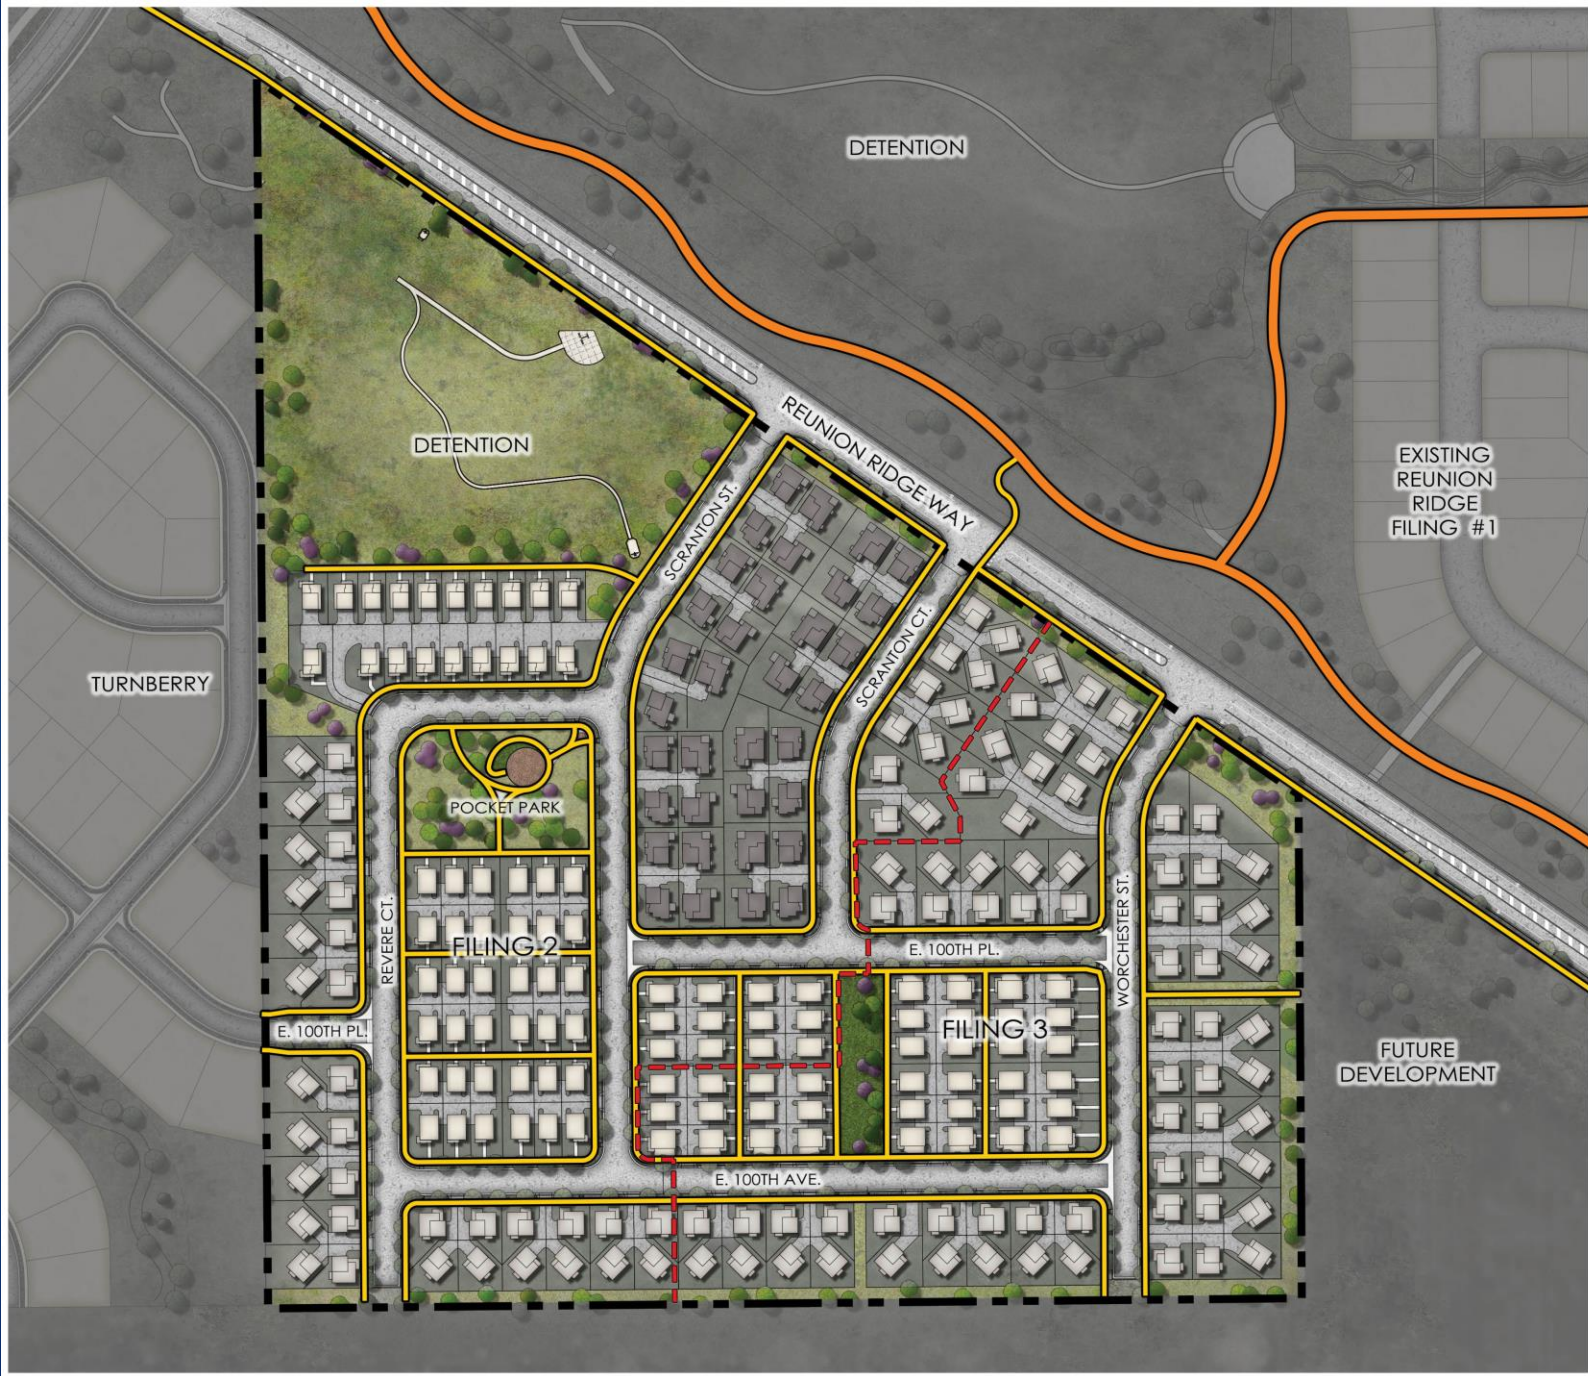 DETENTION
REUNION RIDGE WAY
DETENTION
EXISTING
REUNION
RIDGE
FILING #1
SCRANTON ST.
SCRANTON CT.
TURNBERRY
POCKET PARK
REVERE CT.
FILING 2
E. 100TH PL.
WORCHESTER ST.
E. 100TH PL.
FILING 3
FUTURE
DEVELOPMENT
E. 100TH AVE.